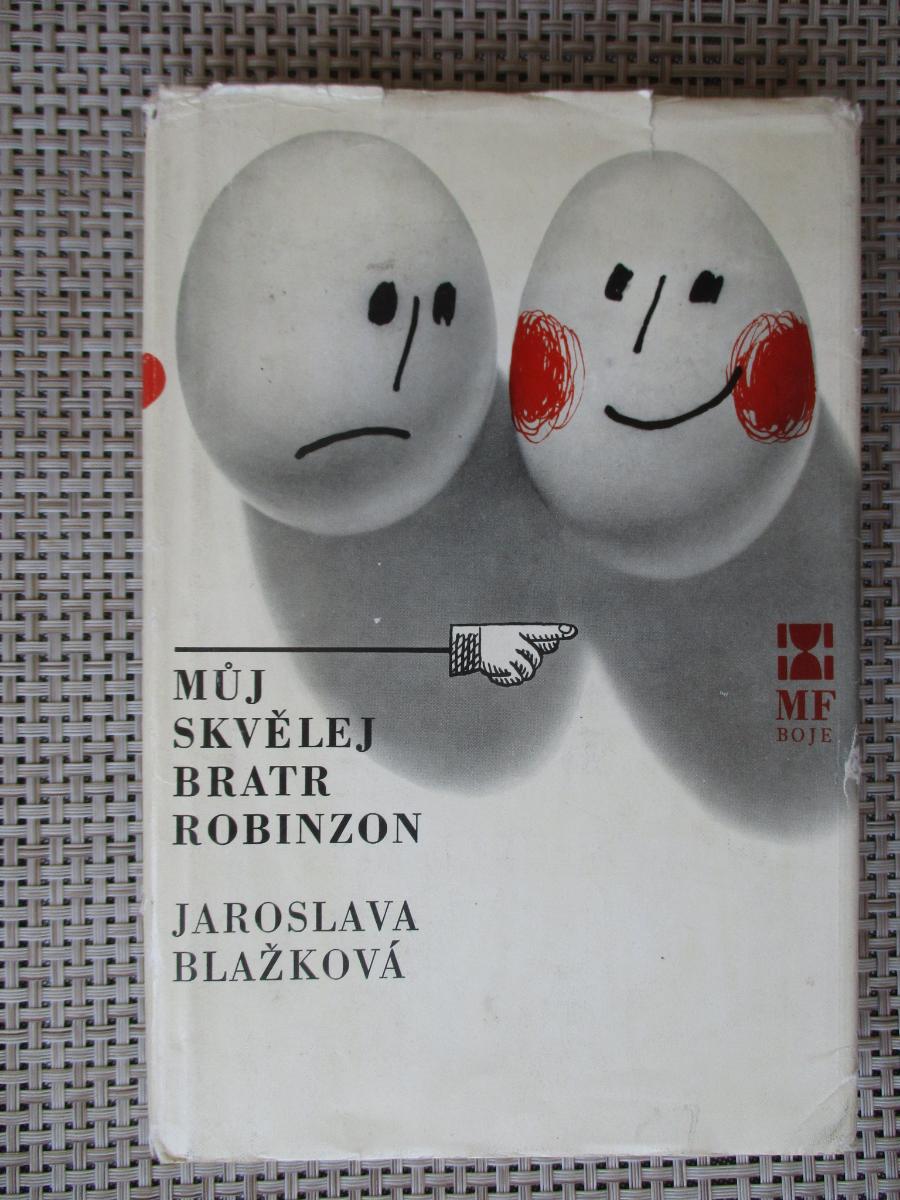 MŮJ
SKVĚLEJ
BRATR
ROBINZON
JAROSLAVA
BLAŽKOVÁ
MF
BOJE